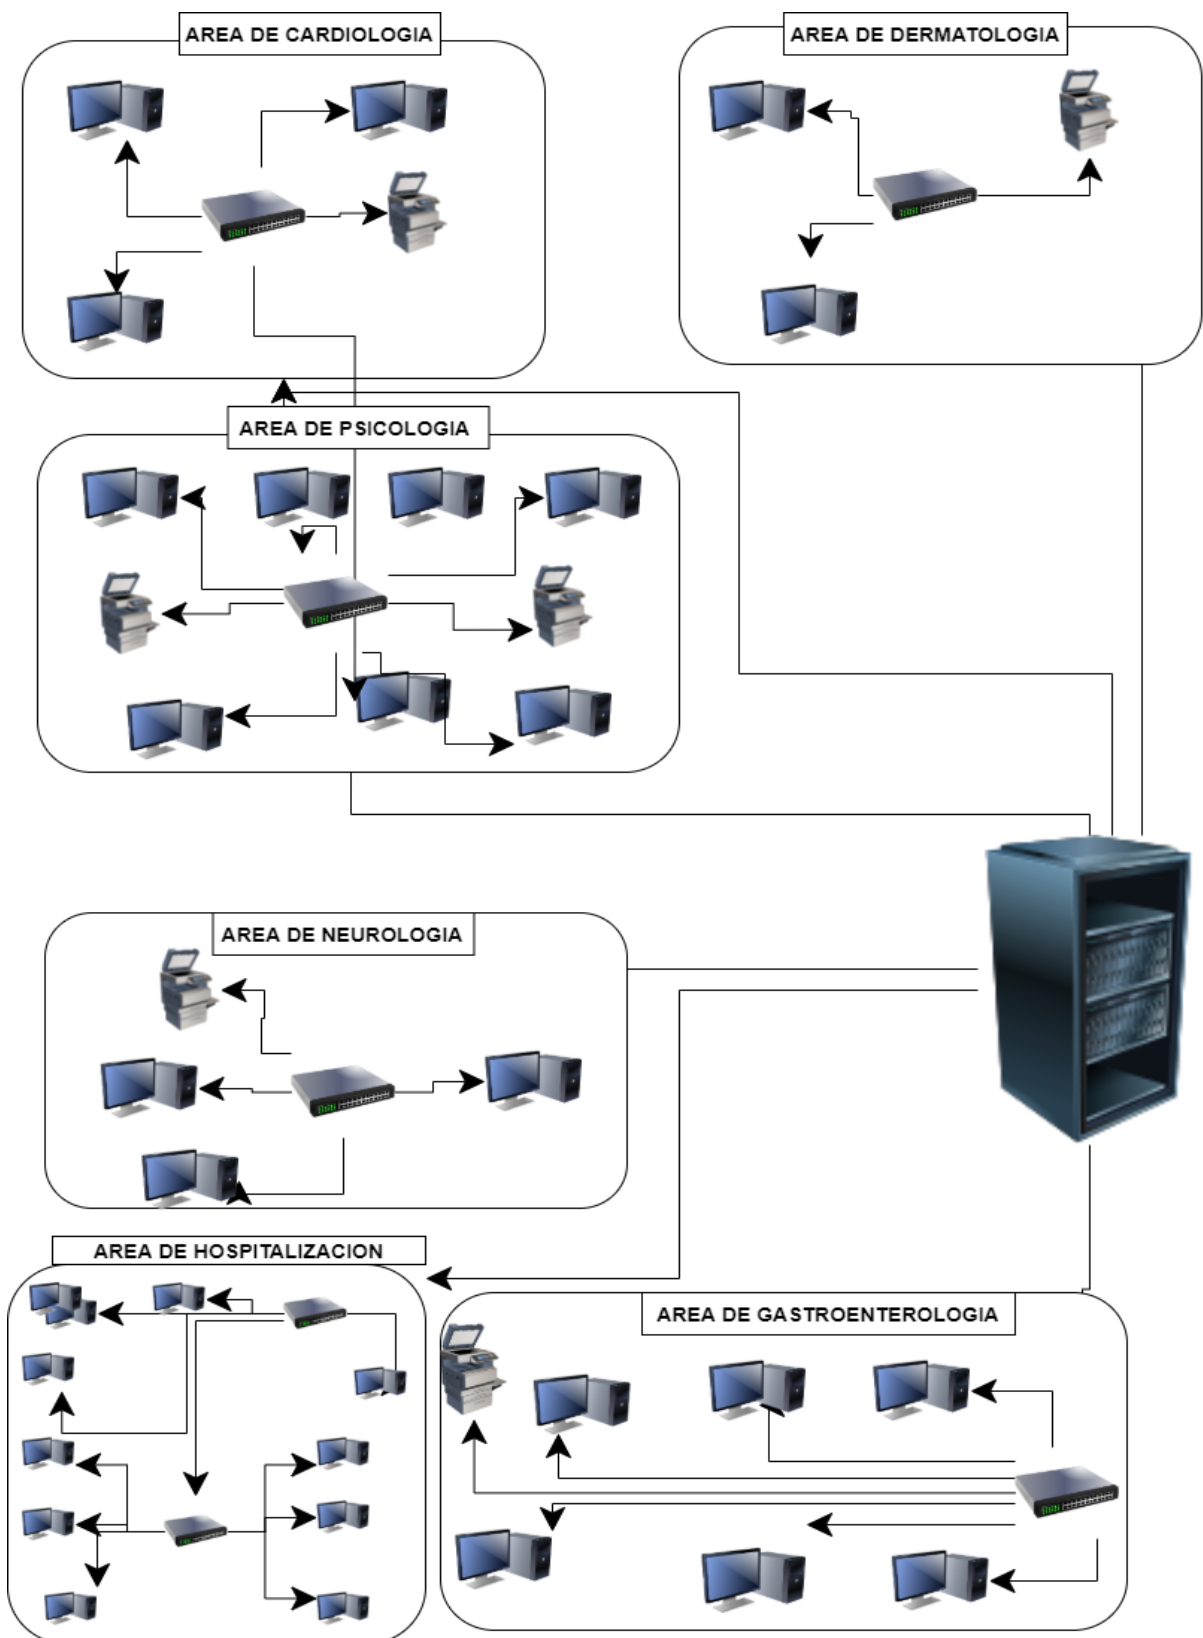 AREA DE CARDIOLOGIA
AREA DE DERMATOLOGIA
AREA DE PSICOLOGIA
AREA DE NEUROLOGIA
AREA DE HOSPITALIZACION
AREA DE GASTROENTEROLOGIA